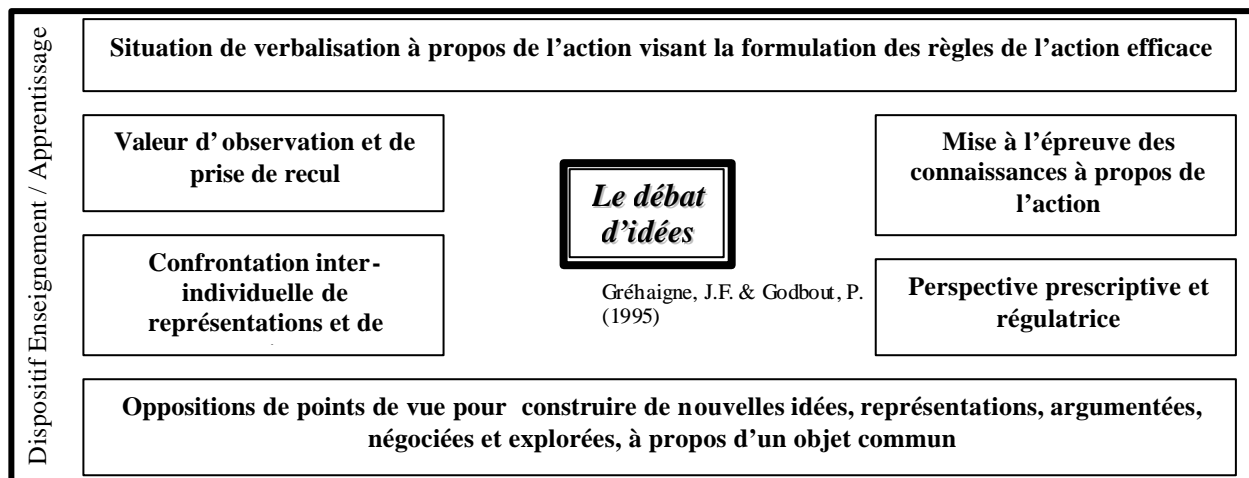 Dispositif Enseignement / Apprentissage
Situation de verbalisation à propos de l’action visant la formulation des règles de l’action efficace
Valeur d’observation et de
prise de recul
Confrontation inter-
individuelle de
représentations et de
Le débat
d’idées
Gréhaigne, J.F. & Godbout, P.
(1995)
Mise à l’épreuve des
connaissances à propos de
l’action
Perspective prescriptive et
régulatrice
Oppositions de points de vue pour construire de nouvelles idées, représentations, argumentées,
négociées et explorées, à propos d’un objet commun